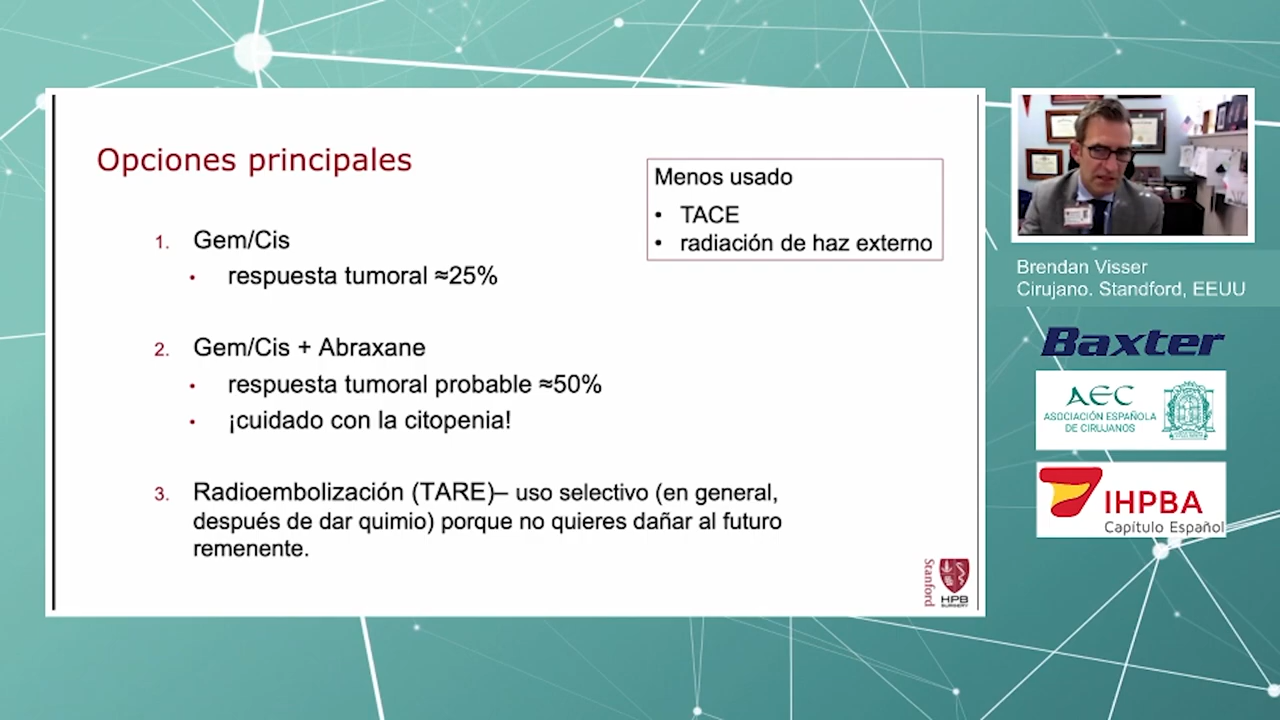 Opciones principales
1. Gem/Cis
• respuesta tumoral ≈25%
2. Gem/Cis + Abraxane
• respuesta tumoral probable ≈50%
• ¡cuidado con la citopenia!
3. Radioembolización (TARE)– uso selectivo (en general,
después de dar quimio) porque no quieres dañar al futuro
remenente.
Menos usado
• TACE
• radiación de haz externo
Stanford
HPB
SURGERY
Brendan Visser
Cirujano. Standford, EEUU
Baxter
AEC
ASOCIACIÓN ESPAÑOLA
DE CIRUJANOS
IHPBA
Capítulo Español